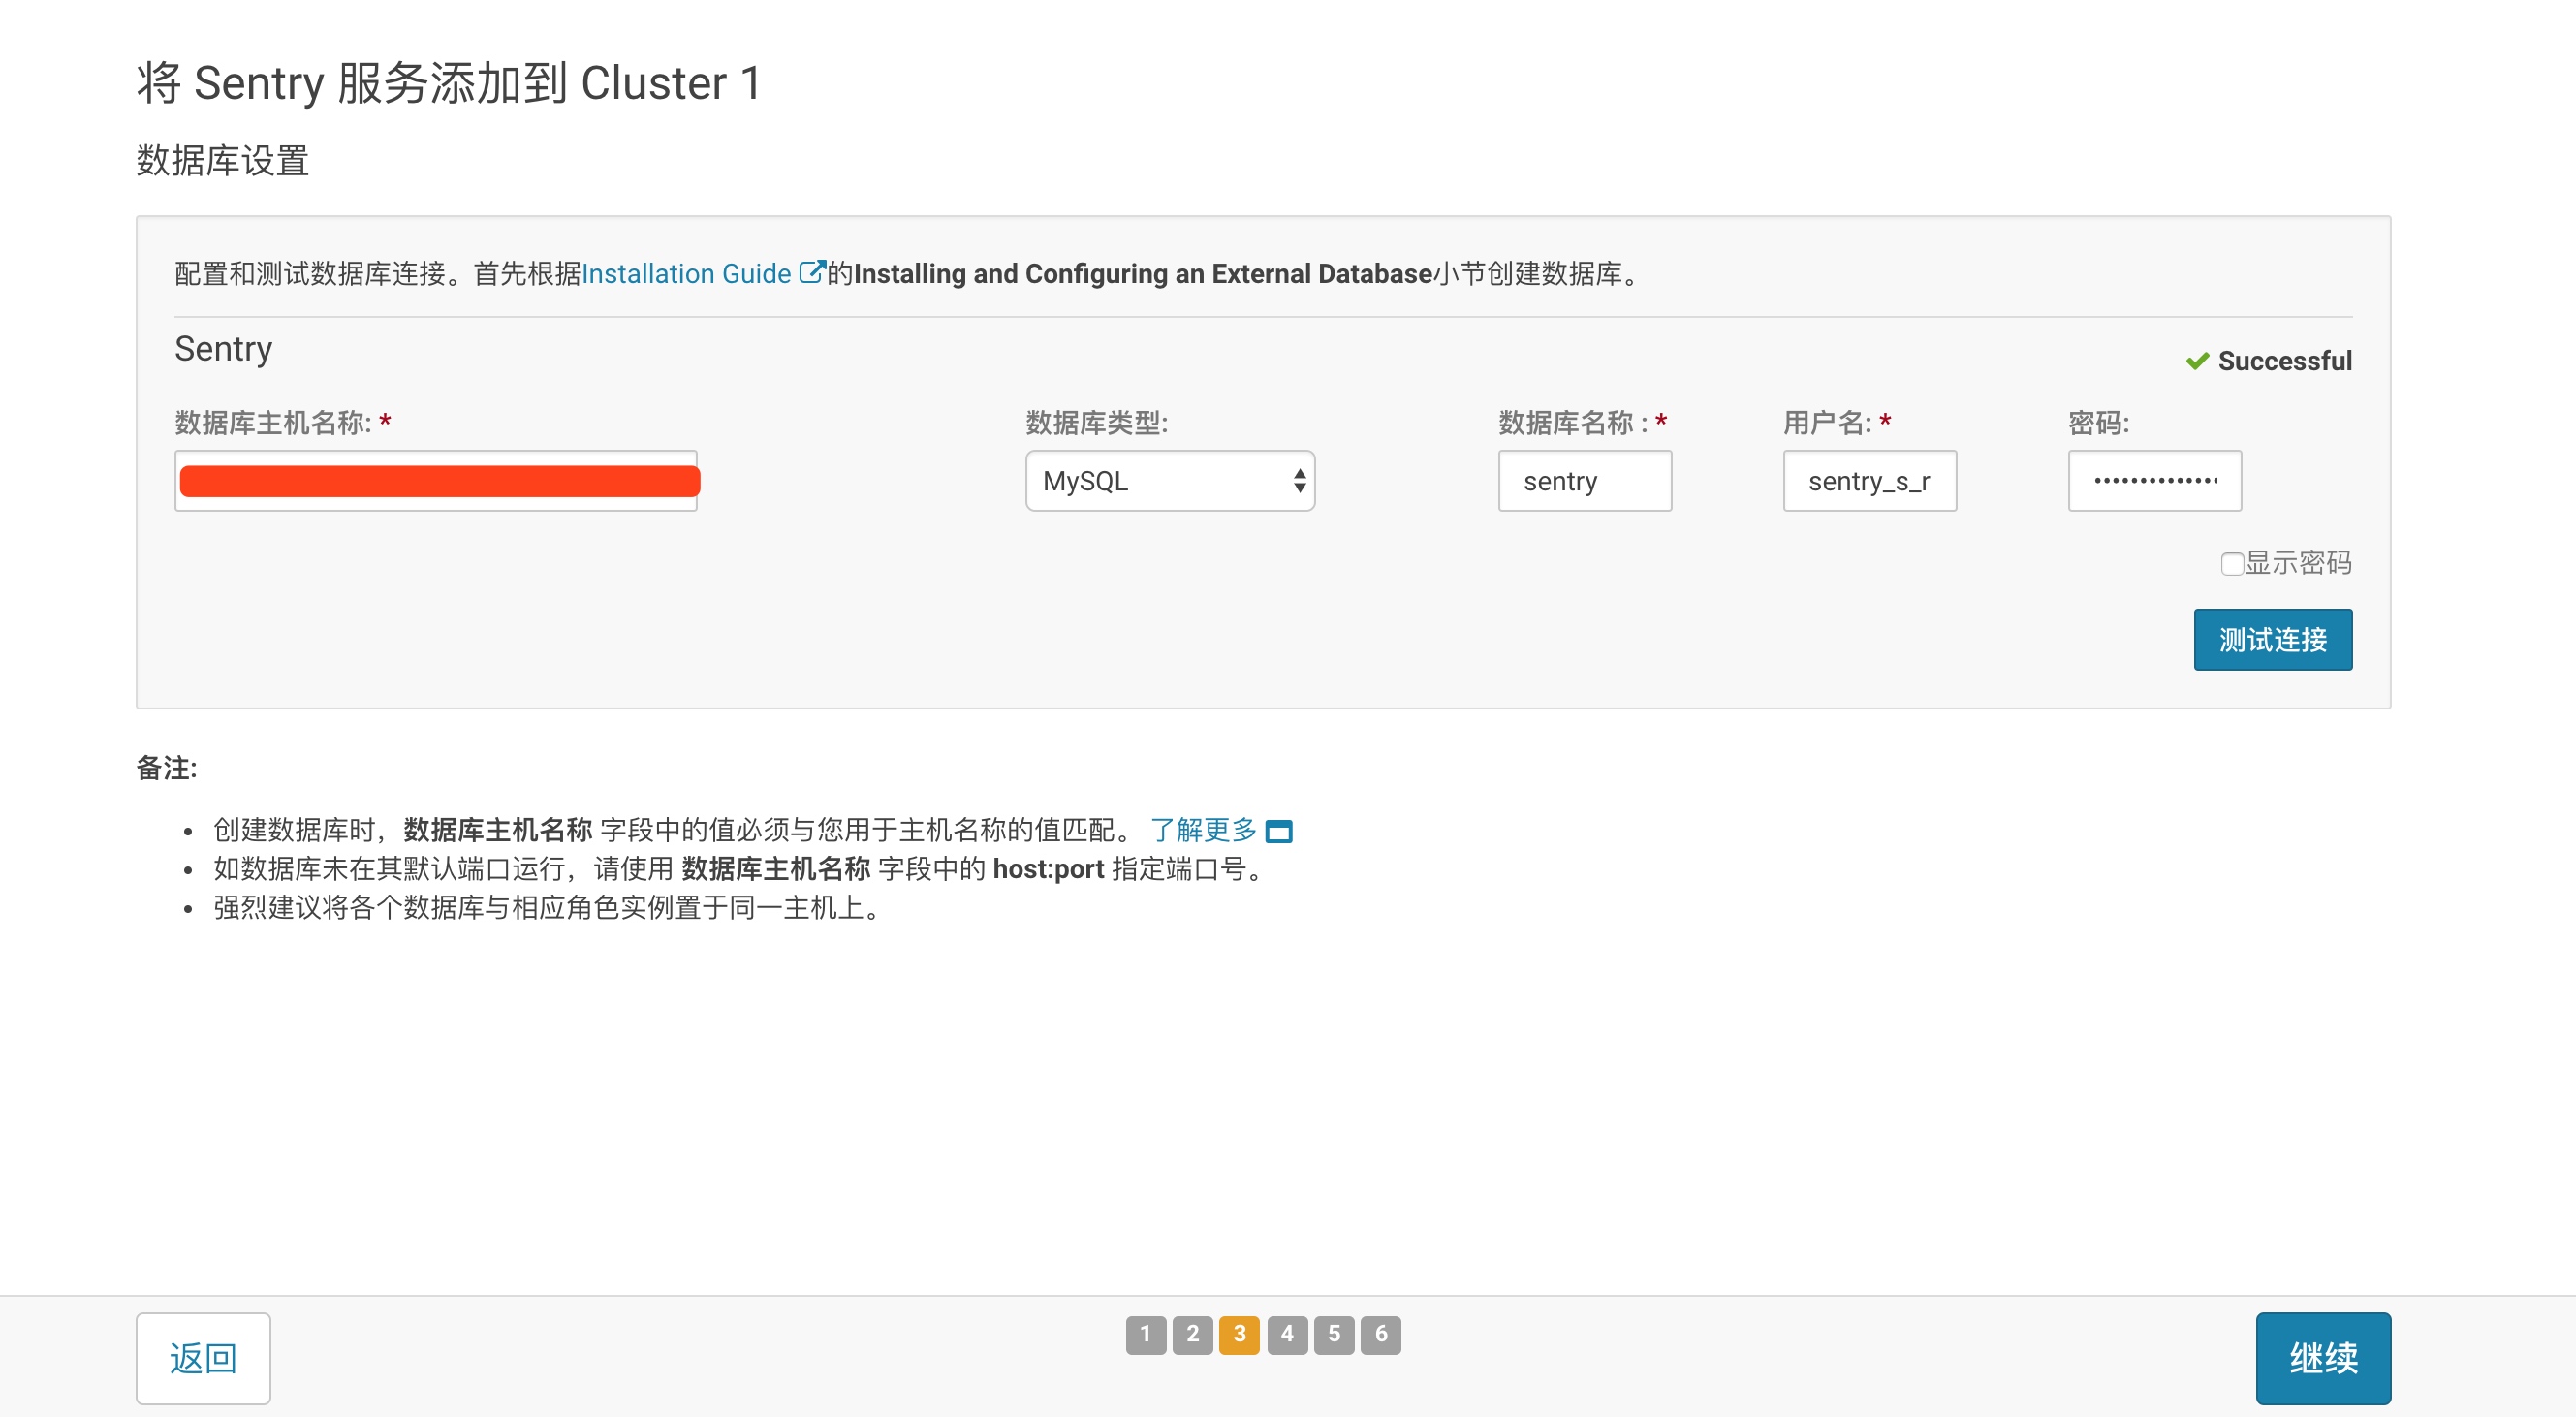 将 Sentry 服务添加到 Cluster 1
数据库设置
配置和测试数据库连接。首先根据Installation Guide 的Installing and Configuring an External Database小节创建数据库。
Sentry
Successful
数据库主机名称: *
数据库类型:
数据库名称 : *
用户名: *
密码:
MySQL
sentry
sentry_s_r
显示密码
测试连接
备注:
创建数据库时，数据库主机名称 字段中的值必须与您用于主机名称的值匹配。 了解更多
如数据库未在其默认端口运行，请使用 数据库主机名称 字段中的 host:port 指定端口号。
强烈建议将各个数据库与相应角色实例置于同一主机上。
返回
1 2 3 4 5 6
继续